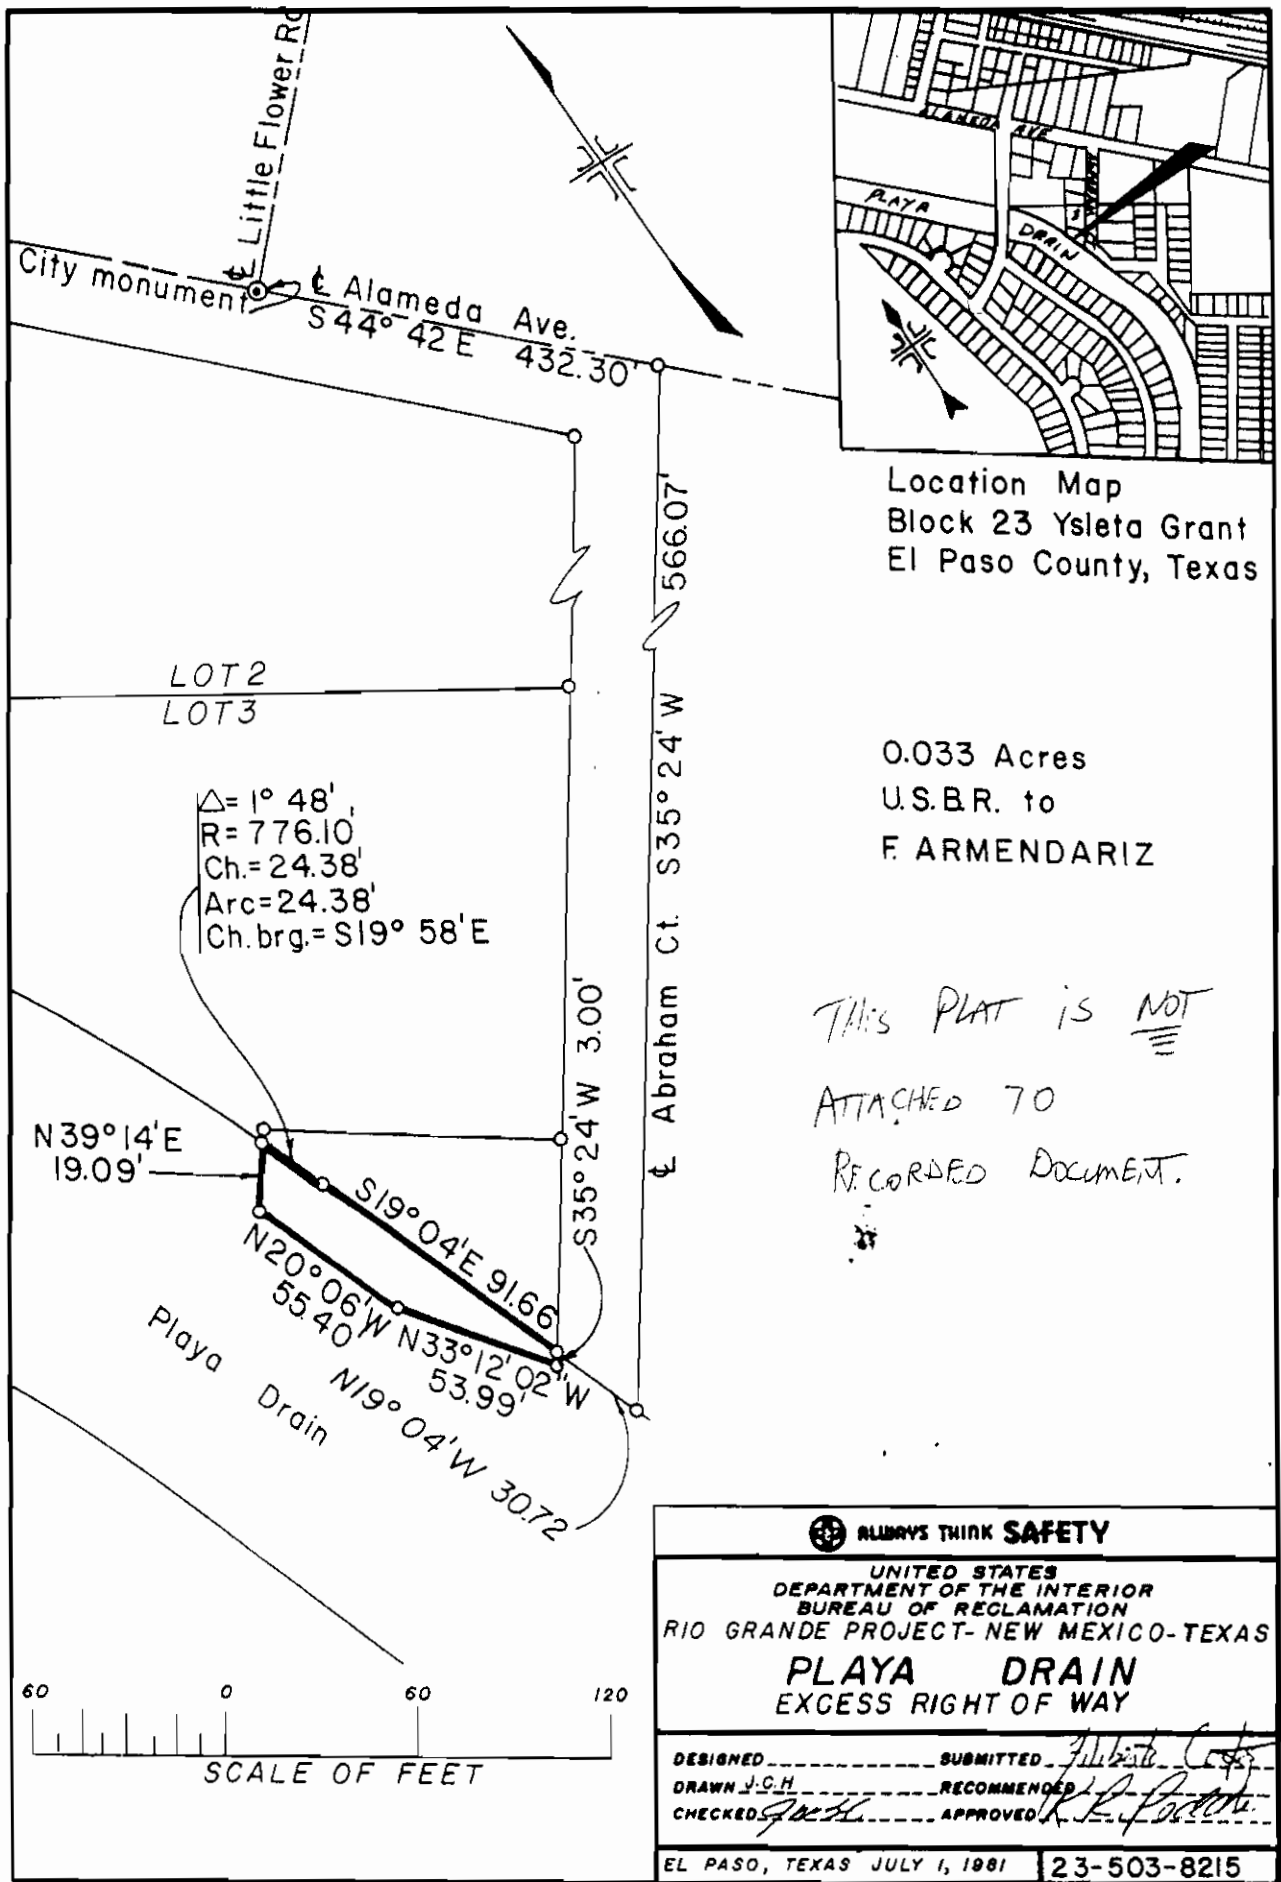 ℄ Little Flower Rd
City monument
℄ Alameda Ave.
S 44° 42 E 432.30'
ALAMEDA AVE
PLAYA
DRAIN
Location Map
Block 23 Ysleta Grant
El Paso County, Texas
566.07'
LOT 2
LOT 3
S35° 24' W
℄ Abraham Ct.
0.033 Acres
U.S.B.R. to
F. ARMENDARIZ
△= 1° 48'
R= 776.10'
Ch.= 24.38'
Arc=24.38'
Ch. brg.= S19° 58' E
S35° 24' W 3.00'
THIS PLAT IS NOT
ATTACHED TO
RECORDED DOCUMENT.
N 39° 14' E
19.09'
S19° 04' E 91.66'
N20° 06' W
55.40'
N33° 12' 02" W
53.99'
N19° 04' W 30.72
Playa
Drain
60 0 60 120
SCALE OF FEET
ALWAYS THINK SAFETY
UNITED STATES
DEPARTMENT OF THE INTERIOR
BUREAU OF RECLAMATION
RIO GRANDE PROJECT- NEW MEXICO- TEXAS
PLAYA DRAIN
EXCESS RIGHT OF WAY
DESIGNED SUBMITTED
DRAWN J.C.H RECOMMENDED
CHECKED APPROVED
EL PASO, TEXAS JULY 1, 1981 23-503-8215